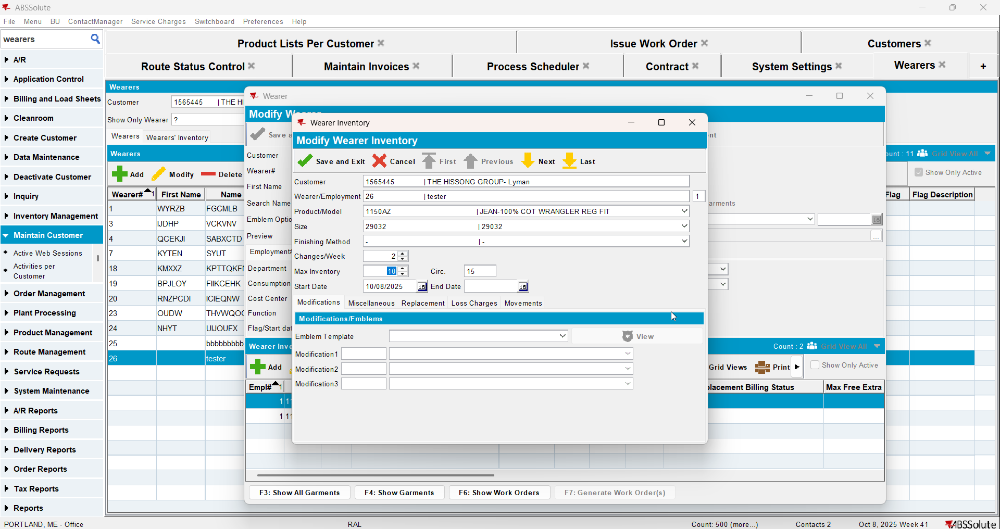 ABSSolute
File Menu BU ContactManager Service Charges Switchboard Preferences Help
wearers
Product Lists Per Customer
Issue Work Order
Customers
Route Status Control
Maintain Invoices
Process Scheduler
Contract
System Settings
Wearers
+
A/R
Application Control
Billing and Load Sheets
Cleanroom
Create Customer
Data Maintenance
Deactivate Customer
Inquiry
Inventory Management
Maintain Customer
Active Web Sessions
Activities per
Customer
Order Management
Plant Processing
Product Management
Route Management
Service Requests
System Maintenance
A/R Reports
Billing Reports
Delivery Reports
Order Reports
Tax Reports
Reports
Wearers
Customer 1565445 | THE HI
Show Only Wearer ?
Wearers Wearers' Inventory
Wearers
Add Modify Delete
Wearer# 1 First Name Name
1 WYRZB FGCMLB
3 IJDHP VCKVNV
4 QCEKJI SABXCTD
7 KYTEN SYUT
18 KMXXZ KPTTQKF
19 BPJLOY FIIKCEHK
20 RNZPCDI ICIEQNW
23 OUDW THVWQO
24 NHYT UIJOUFX
25 bbbbbbbbb
26 tester
unt : 11 Grid View All
Show Only Active
Flag Flag Description
Wearer
Modify Wearer
Save a
nt
Customer
Wearer#
First Name
Search Name
Emblem Optio
Preview
Employment#
Department
Consumption
Cost Center
Function
Flag/Start da
arments
16
...
Wearer Inve
Count : 2 Grid View All
Add
Grid Views Print Show Only Active
Empl# 1
placement Billing Status Max Free Extra
1 11
1 11
F3: Show All Garments F4: Show Garments F6: Show Work Orders F7: Generate Work Order(s)
Wearer Inventory
Modify Wearer Inventory
Save and Exit Cancel First Previous Next Last
Customer 1565445 | THE HISSONG GROUP- Lyman
Wearer/Employment 26 | tester 1
Product/Model 1150AZ | JEAN-100% COT WRANGLER REG FIT
Size 29032 | 29032
Finishing Method - | -
Changes/Week 2
Max Inventory 10 Circ. 15
Start Date 10/08/2025 16 End Date 16
Modifications Miscellaneous Replacement Loss Charges Movements
Modifications/Emblems
Emblem Template View
Modification1
Modification2
Modification3
PORTLAND, ME - Office RAL Count: 500 (more...) Contacts 2 Oct 8, 2025 Week 41 ABSSolute